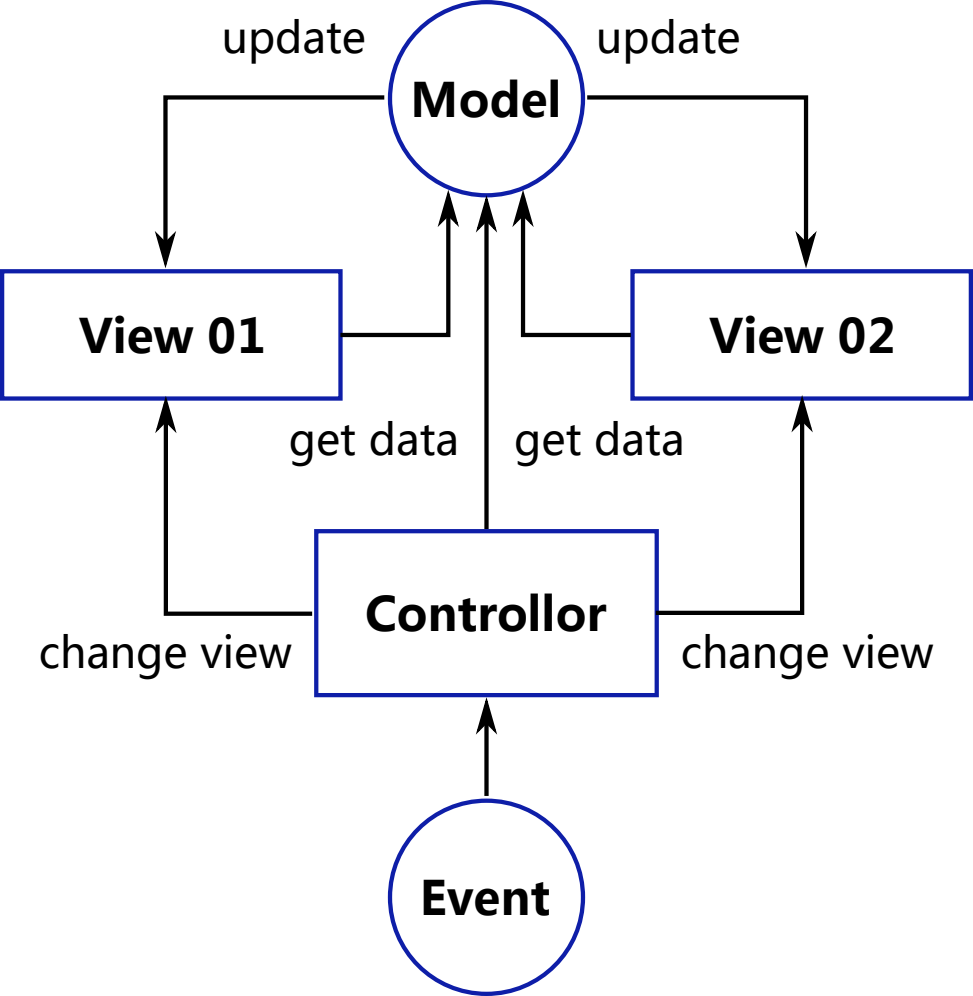 update
update
Model
View 01
View 02
get data
get data
Controllor
change view
change view
Event